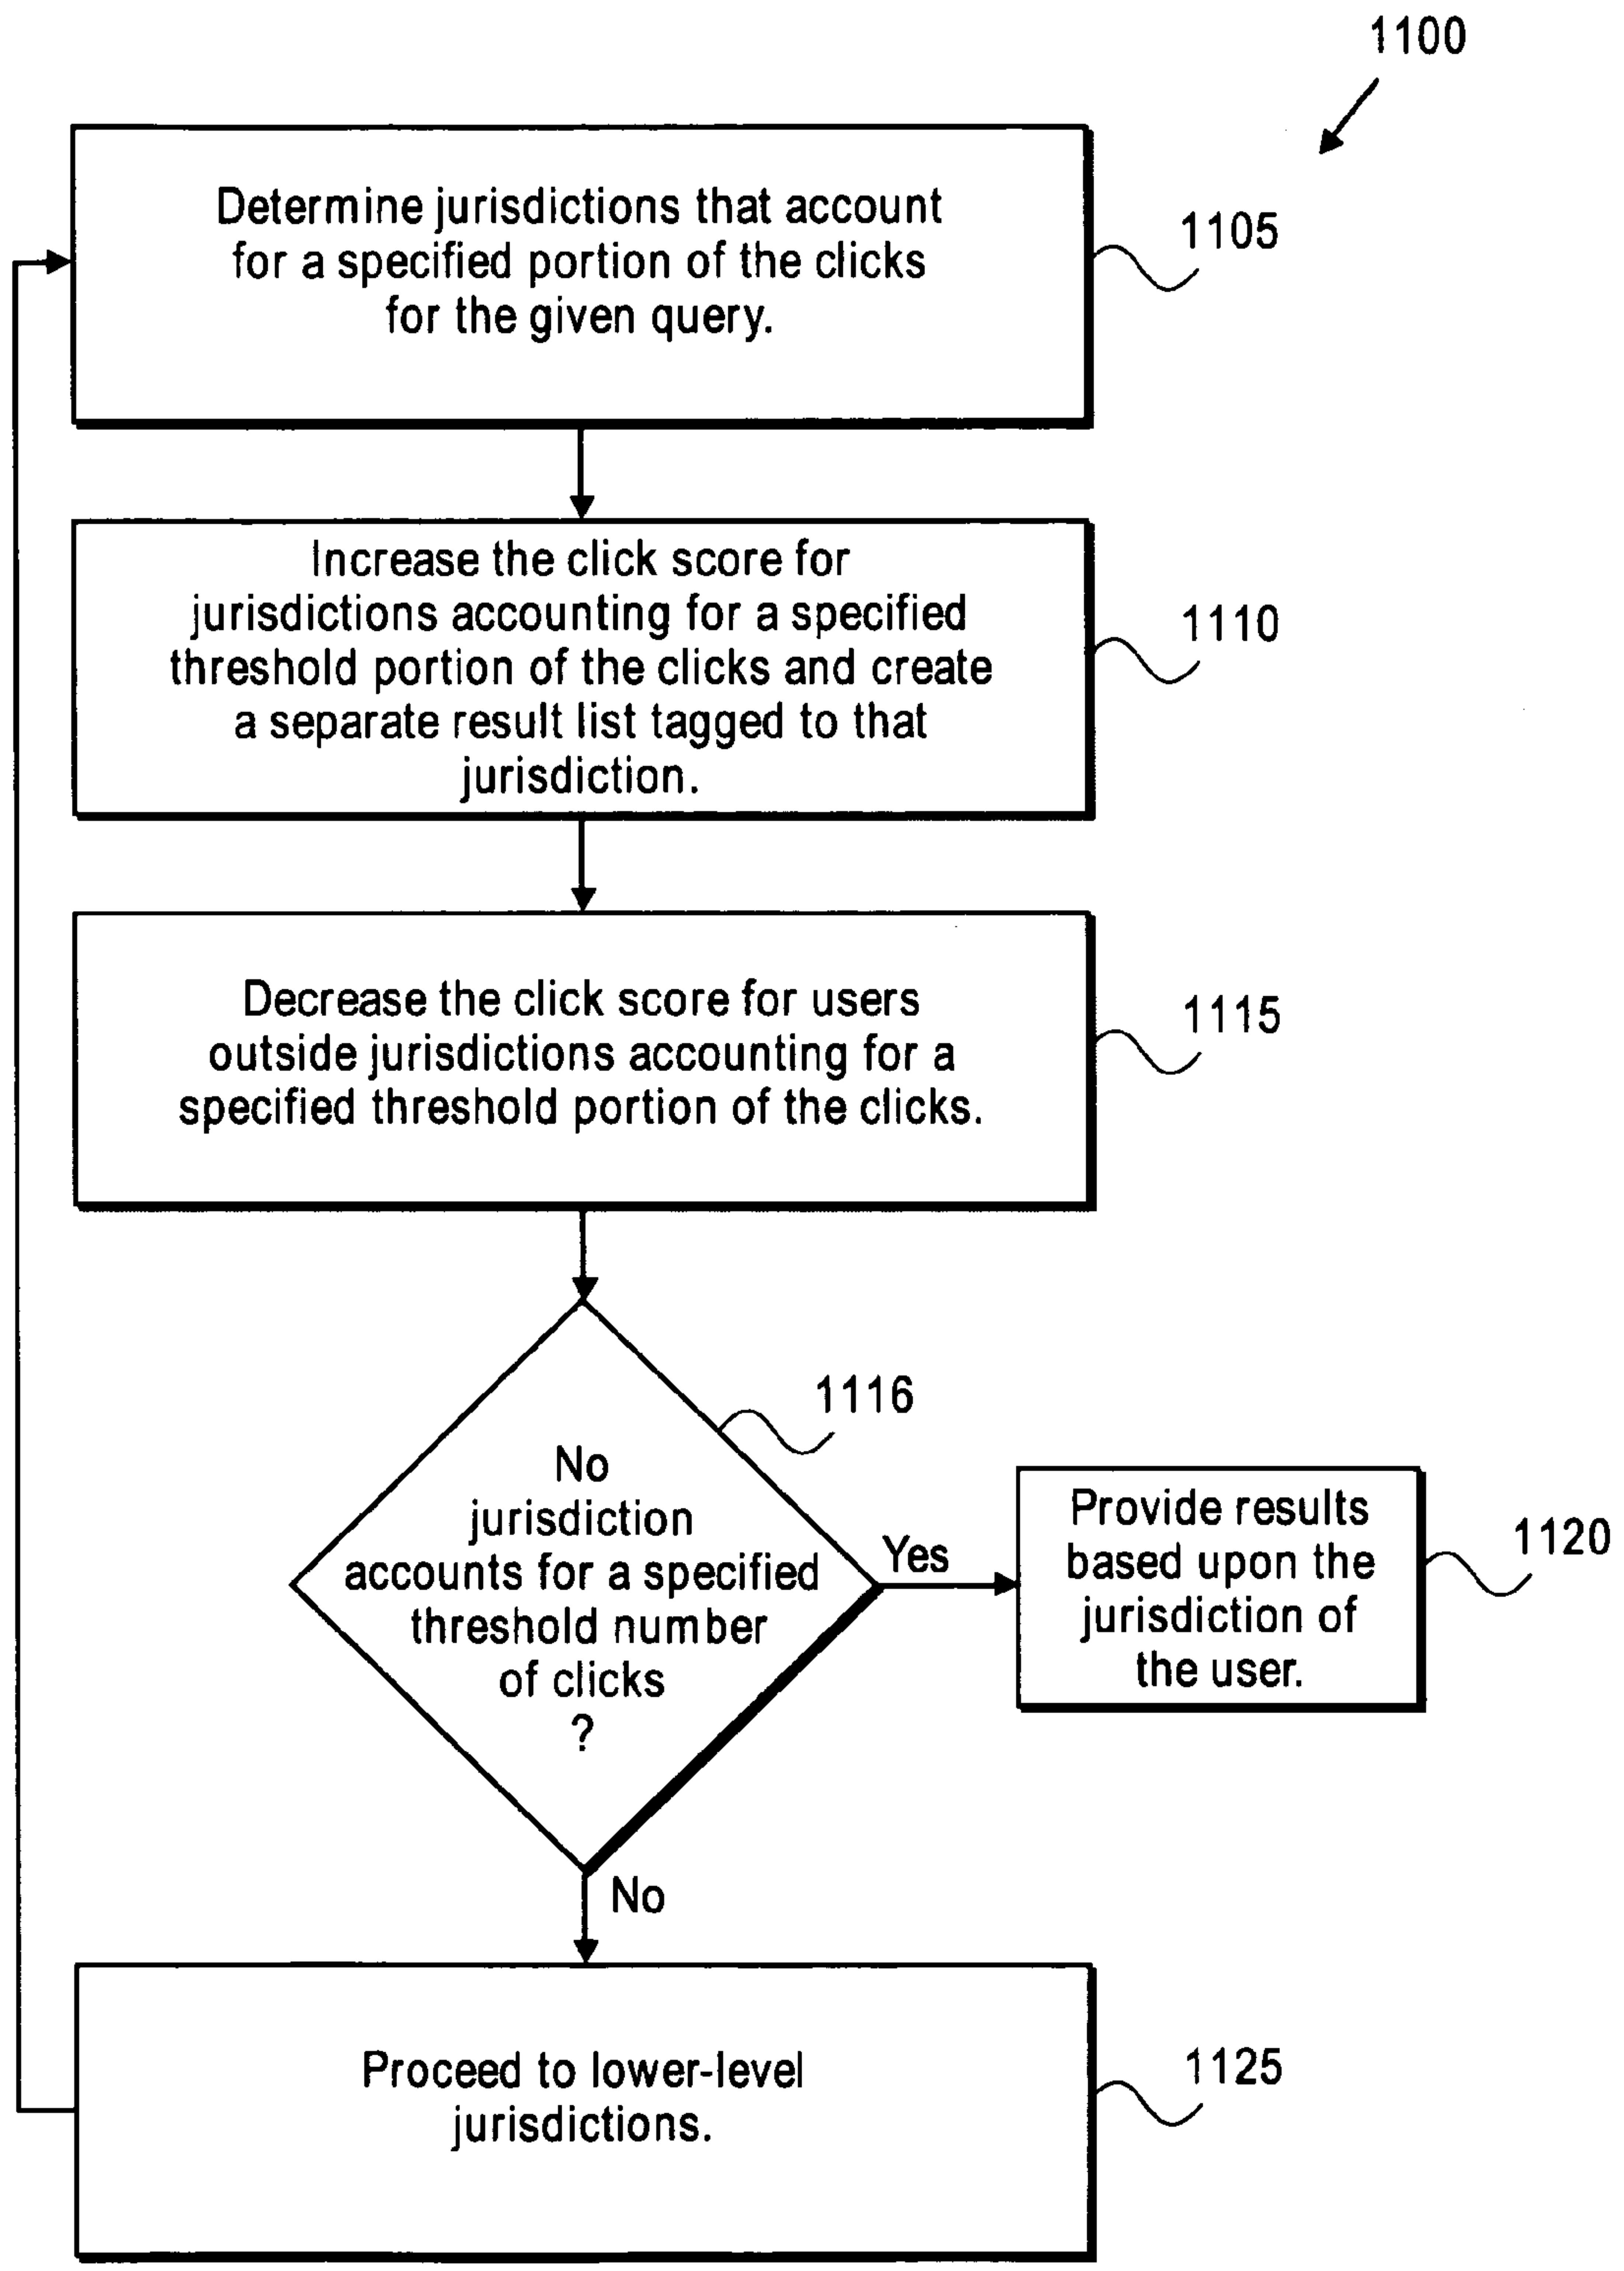 1100
Determine jurisdictions that account
for a specified portion of the clicks
for the given query.
1105
Increase the click score for
jurisdictions accounting for a specified
threshold portion of the clicks and create
a separate result list tagged to that
jurisdiction.
1110
Decrease the click score for users
outside jurisdictions accounting for a
specified threshold portion of the clicks.
1115
1116
No
jurisdiction
accounts for a specified
threshold number
of clicks
?
Yes
Provide results
based upon the
jurisdiction of
the user.
1120
No
Proceed to lower-level
jurisdictions.
1125